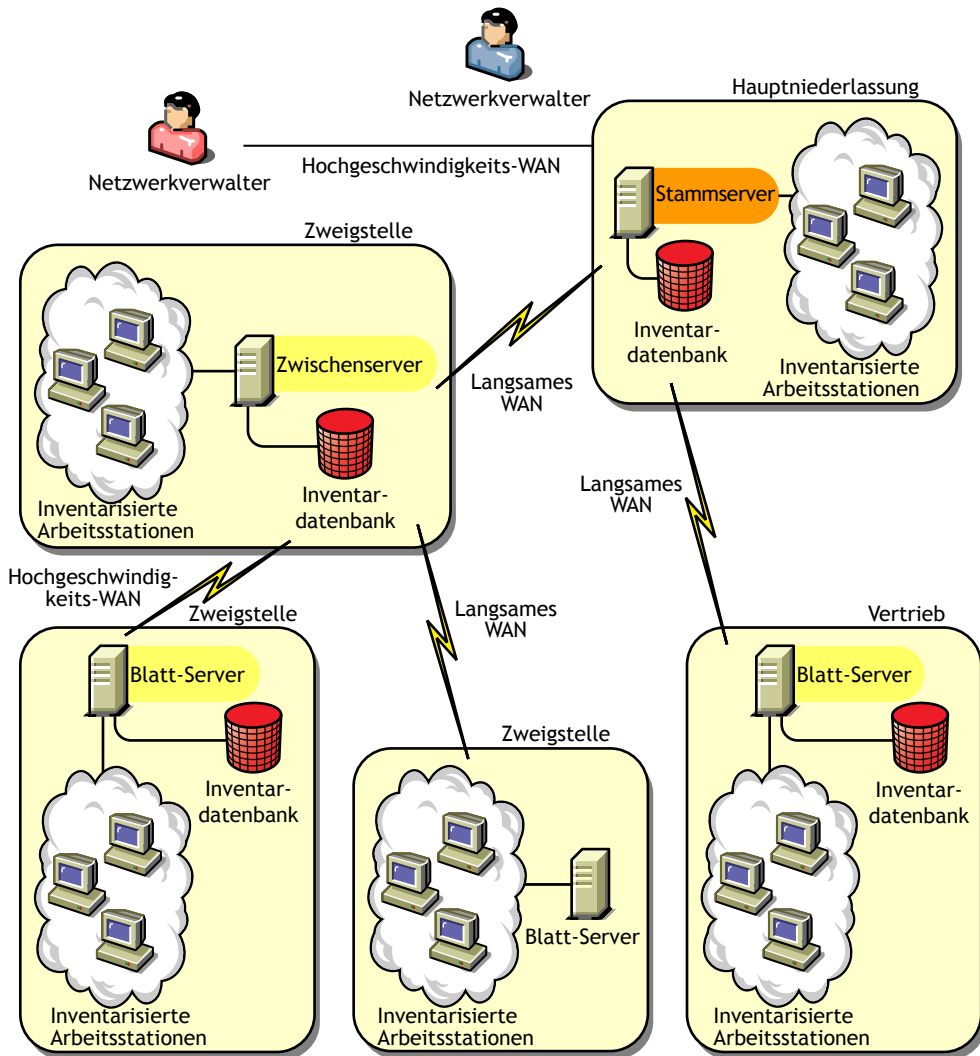 Netzwerkverwalter
Netzwerkverwalter
Hochgeschwindigkeits-WAN
Hauptniederlassung
Stammserver
Inventar-
datenbank
Inventarisierte
Arbeitsstationen
Zweigstelle
Zwischenserver
Inventar-
datenbank
Inventarisierte
Arbeitsstationen
Langsames
WAN
Langsames
WAN
Hochgeschwindig-
keits-WAN
Langsames
WAN
Zweigstelle
Blatt-Server
Inventar-
datenbank
Inventarisierte
Arbeitsstationen
Zweigstelle
Blatt-Server
Inventarisierte
Arbeitsstationen
Vertrieb
Blatt-Server
Inventar-
datenbank
Inventarisierte
Arbeitsstationen